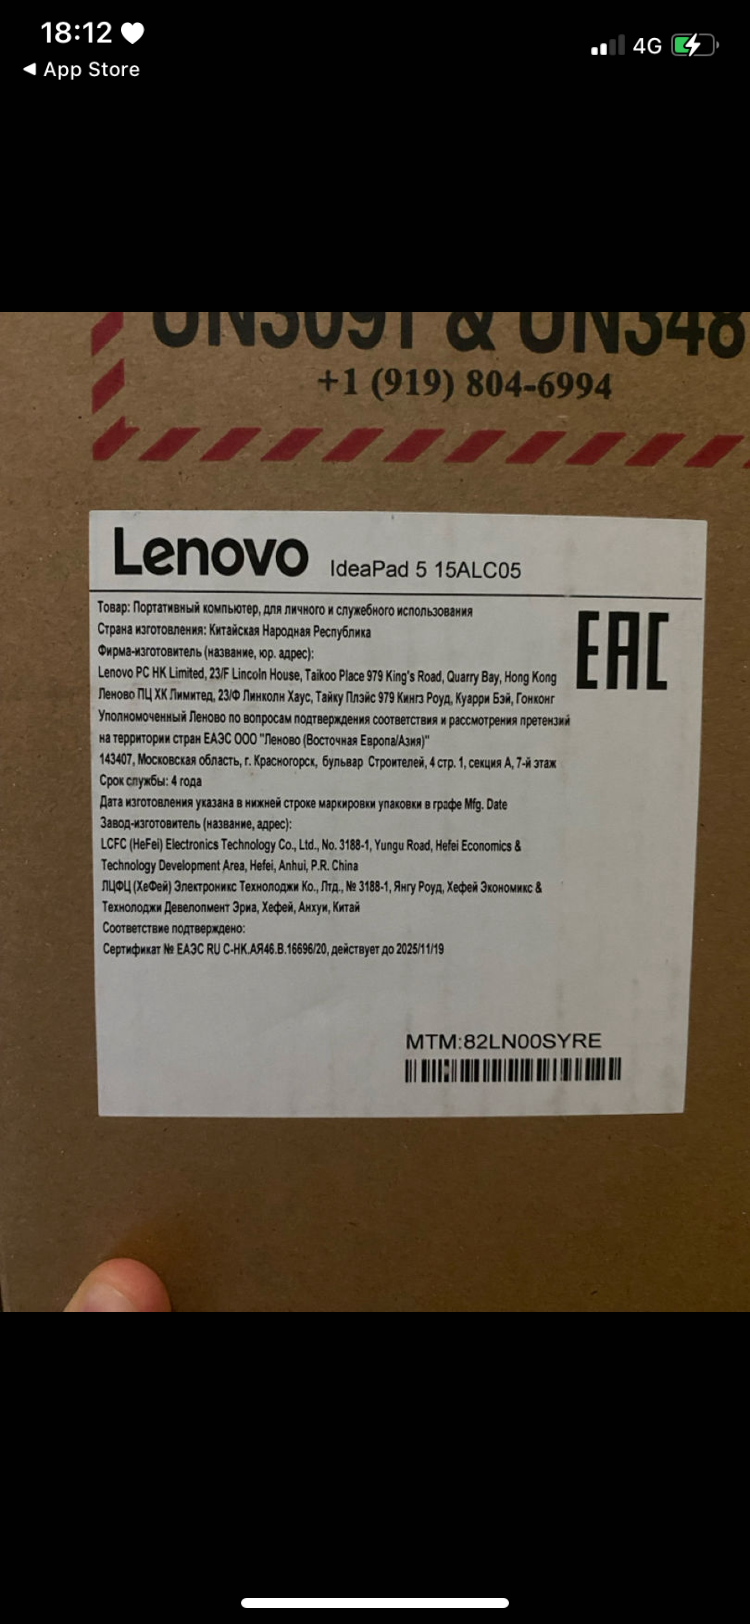 18:12
4G
◀ App Store
UN3091 & UN348
+1 (919) 804-6994
Lenovo IdeaPad 5 15ALC05
Товар: Портативный компьютер, для личного и служебного использования
Страна изготовления: Китайская Народная Республика
EAC
Фирма-изготовитель (название, юр. адрес):
Lenovo PC HK Limited, 23/F Lincoln House, Taikoo Place 979 King's Road, Quarry Bay, Hong Kong
Леново ПЦ ХК Лимитед, 23/Ф Линколн Хаус, Тайку Плэйс 979 Кингз Роуд, Куарри Бэй, Гонконг
Уполномоченный Леново по вопросам подтверждения соответствия и рассмотрения претензий
на территории стран ЕАЭС ООО "Леново (Восточная Европа/Азия)"
143407, Московская область, г. Красногорск, бульвар Строителей, 4 стр. 1, секция А, 7-й этаж
Срок службы: 4 года
Дата изготовления указана в нижней строке маркировки упаковки в графе Mfg. Date
Завод-изготовитель (название, адрес):
LCFC (HeFei) Electronics Technology Co., Ltd., No. 3188-1, Yungu Road, Hefei Economics &
Technology Development Area, Hefei, Anhui, P.R. China
ЛЦФЦ (ХеФей) Электроникс Технолоджи Ко., Лтд., № 3188-1, Янгу Роуд, Хефей Экономикс &
Технолоджи Девелопмент Эриа, Хефей, Анхуи, Китай
Соответствие подтверждено:
Сертификат № ЕАЭС RU С-HK.АЯ46.В.16696/20, действует до 2025/11/19
MTM:82LN00SYRE